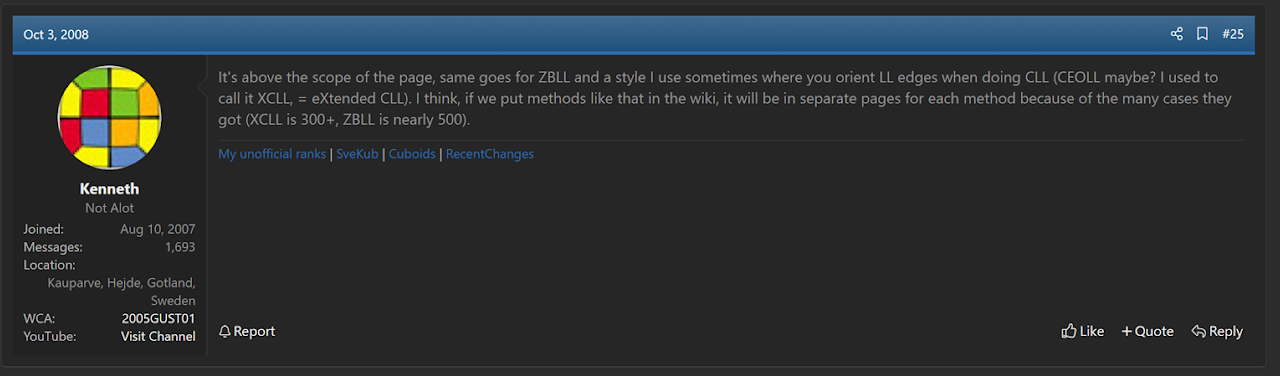 Oct 3, 2008
#25
It's above the scope of the page, same goes for ZBLL and a style I use sometimes where you orient LL edges when doing CLL (CEOLL maybe? I used to
call it XCLL, = eXtended CLL). I think, if we put methods like that in the wiki, it will be in separate pages for each method because of the many cases they
got (XCLL is 300+, ZBLL is nearly 500).
My unofficial ranks | SveKub | Cuboids | RecentChanges
Kenneth
Not Alot
Joined: Aug 10, 2007
Messages: 1,693
Location:
Kauparve, Hejde, Gotland,
Sweden
WCA: 2005GUST01
YouTube: Visit Channel
Report
Like + Quote Reply